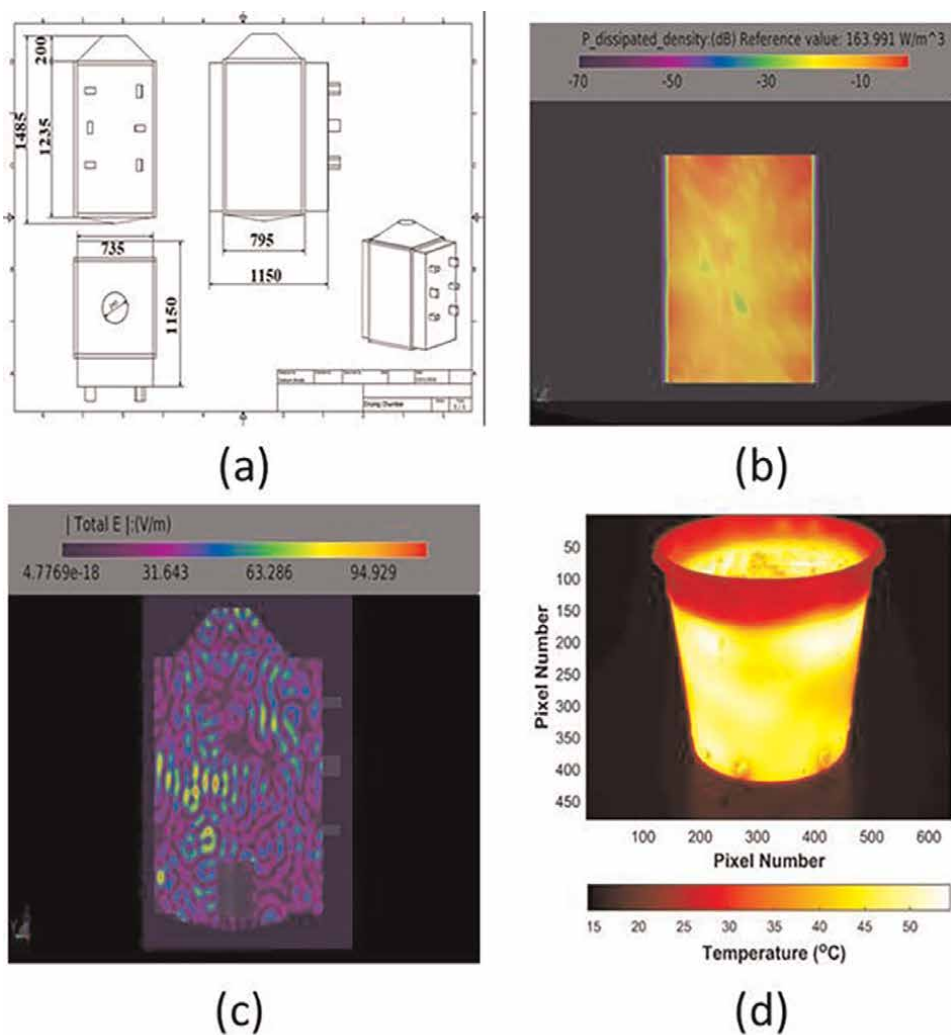 200
1485
1235
735
795
1150
1150
Drying Chamber
(a)
P_dissipated_density:(dB) Reference value: 163.991 W/m^3
-70 -50 -30 -10
(b)
| Total E |:(V/m)
4.7769e-18 31.643 63.286 94.929
(c)
Pixel Number
50
100
150
200
250
300
350
400
450
100 200 300 400 500 600
Pixel Number
15 20 25 30 35 40 45 50
Temperature (°C)
(d)